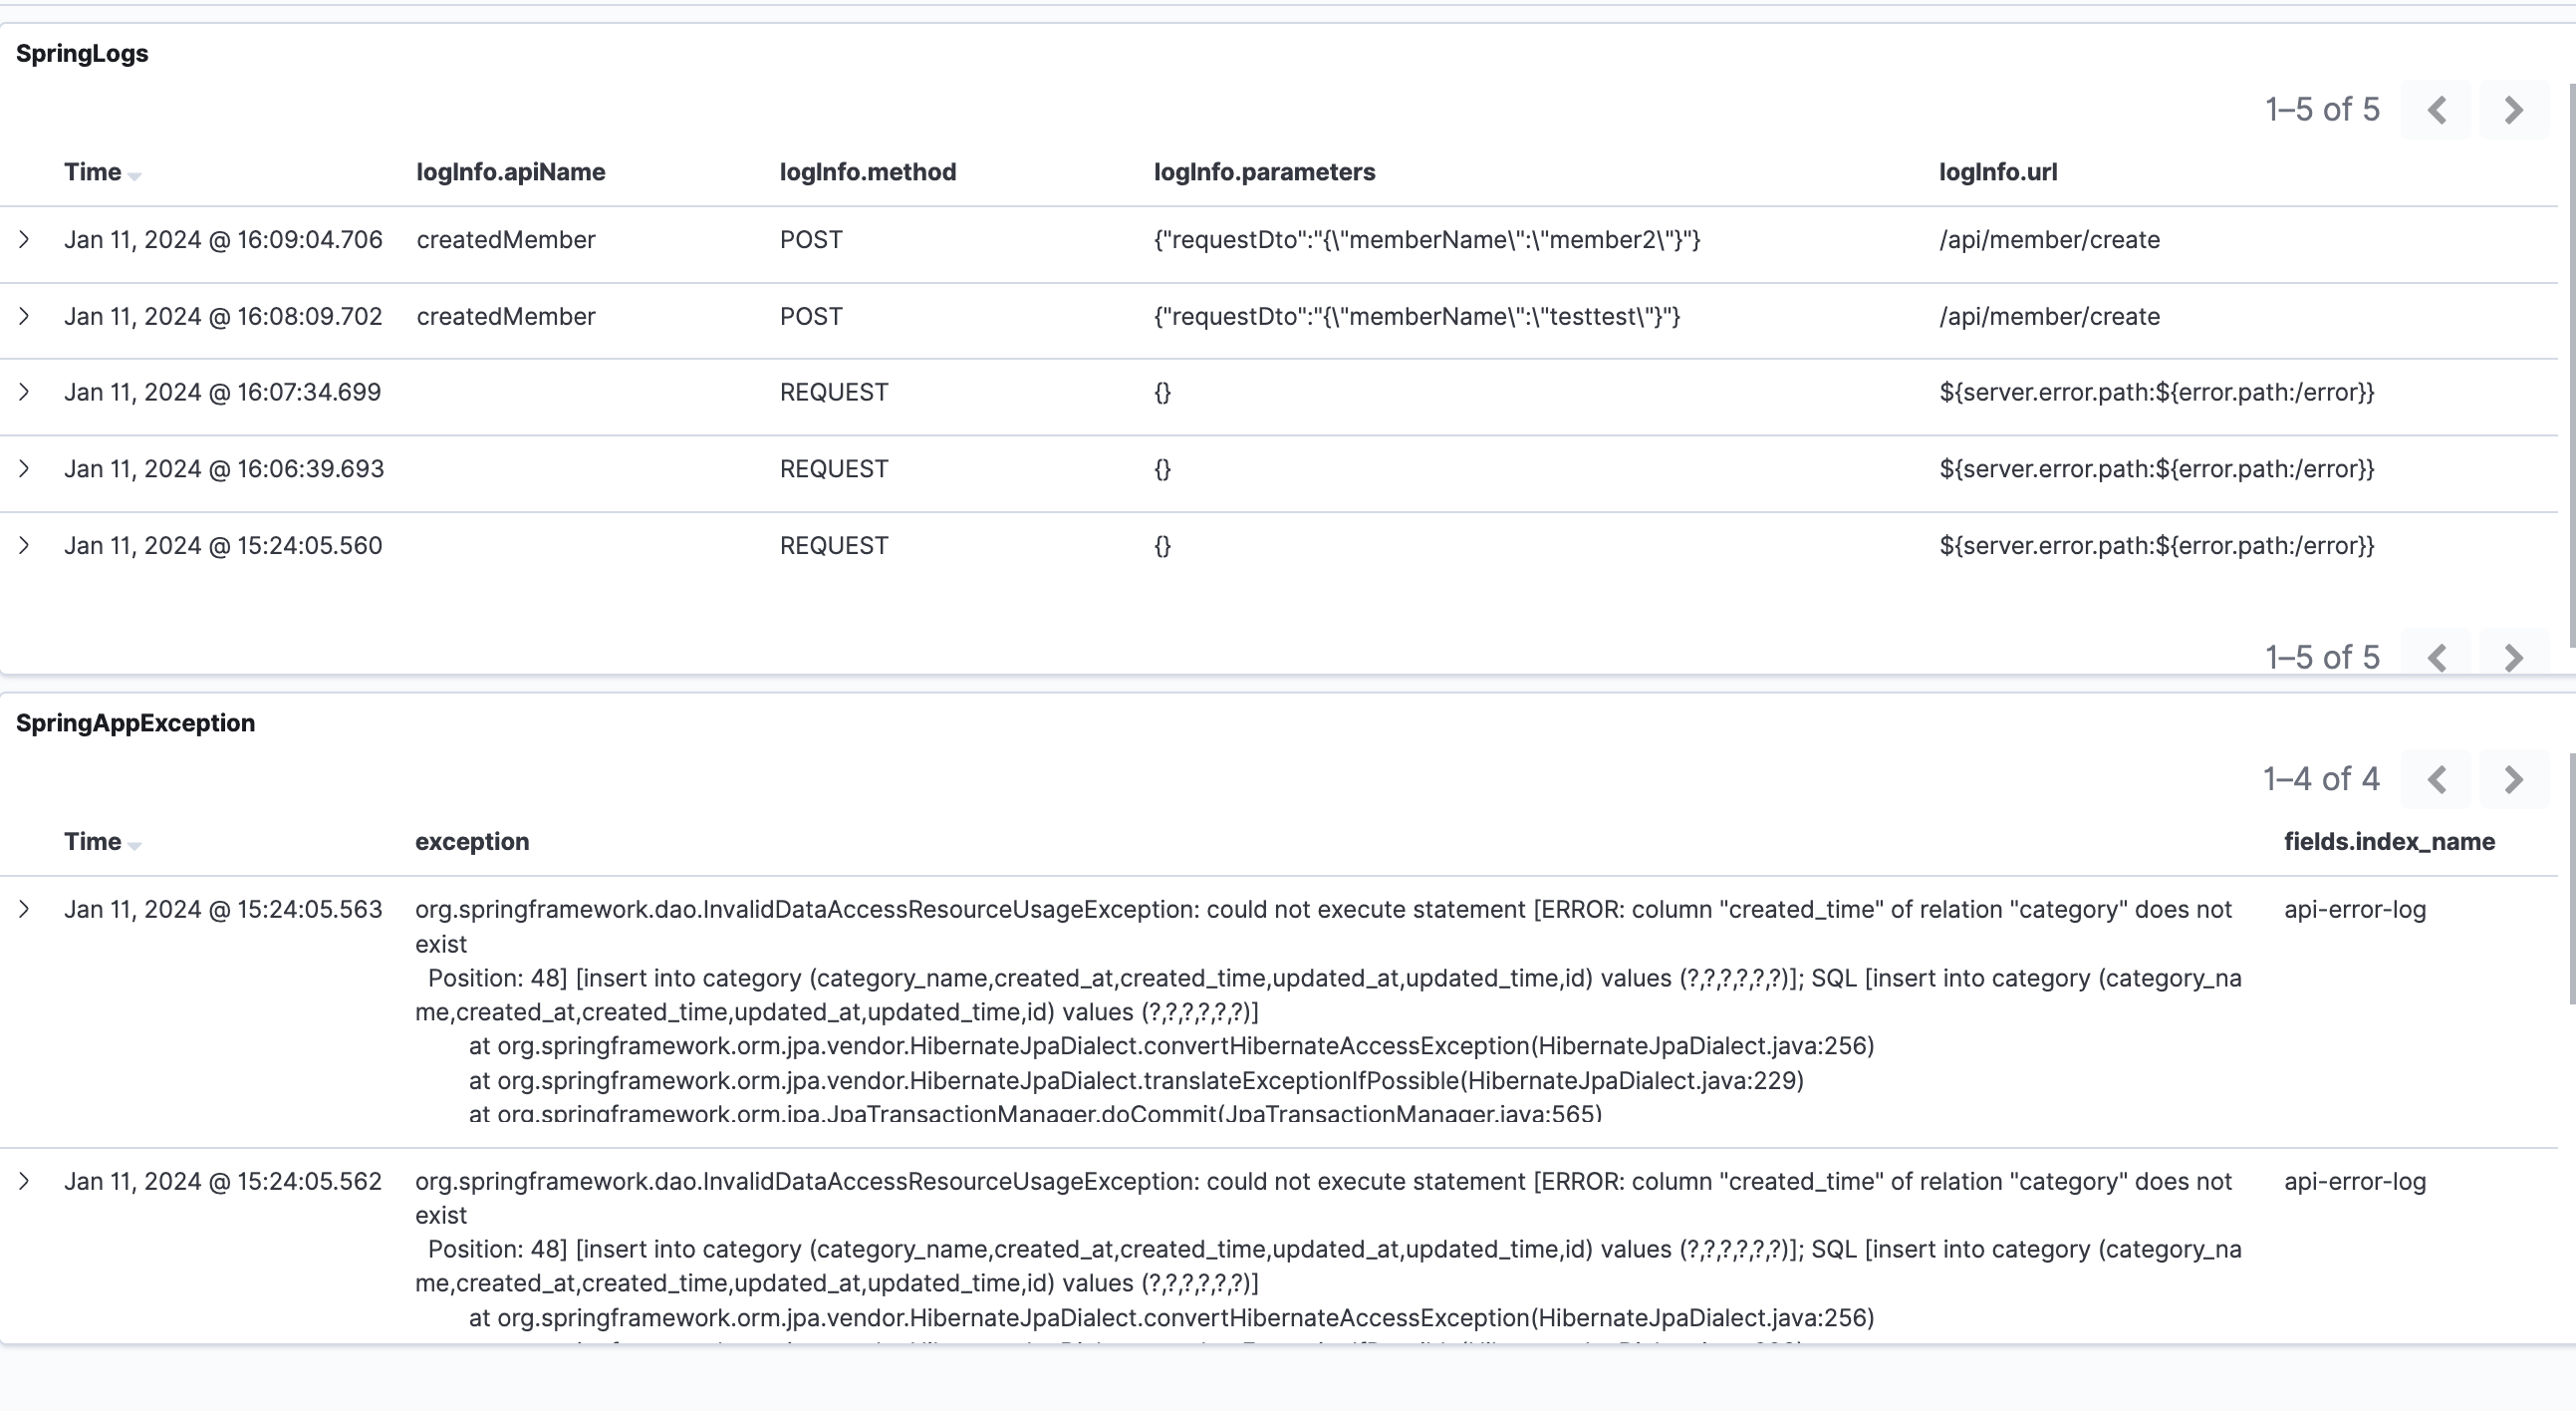 SpringLogs
1–5 of 5
Time logInfo.apiName logInfo.method logInfo.parameters logInfo.url
Jan 11, 2024 @ 16:09:04.706 createdMember POST {"requestDto":"{\"memberName\":\"member2\"}"} /api/member/create
Jan 11, 2024 @ 16:08:09.702 createdMember POST {"requestDto":"{\"memberName\":\"testtest\"}"} /api/member/create
Jan 11, 2024 @ 16:07:34.699 REQUEST {} ${server.error.path:${error.path:/error}}
Jan 11, 2024 @ 16:06:39.693 REQUEST {} ${server.error.path:${error.path:/error}}
Jan 11, 2024 @ 15:24:05.560 REQUEST {} ${server.error.path:${error.path:/error}}
1–5 of 5
SpringAppException
1–4 of 4
Time exception fields.index_name
Jan 11, 2024 @ 15:24:05.563 org.springframework.dao.InvalidDataAccessResourceUsageException: could not execute statement [ERROR: column "created_time" of relation "category" does not api-error-log
exist
Position: 48] [insert into category (category_name,created_at,created_time,updated_at,updated_time,id) values (?,?,?,?,?,?)]; SQL [insert into category (category_na
me,created_at,created_time,updated_at,updated_time,id) values (?,?,?,?,?,?)]
at org.springframework.orm.jpa.vendor.HibernateJpaDialect.convertHibernateAccessException(HibernateJpaDialect.java:256)
at org.springframework.orm.jpa.vendor.HibernateJpaDialect.translateExceptionIfPossible(HibernateJpaDialect.java:229)
at org.springframework.orm.jpa.JpaTransactionManager.doCommit(JpaTransactionManager.java:565)
Jan 11, 2024 @ 15:24:05.562 org.springframework.dao.InvalidDataAccessResourceUsageException: could not execute statement [ERROR: column "created_time" of relation "category" does not api-error-log
exist
Position: 48] [insert into category (category_name,created_at,created_time,updated_at,updated_time,id) values (?,?,?,?,?,?)]; SQL [insert into category (category_na
me,created_at,created_time,updated_at,updated_time,id) values (?,?,?,?,?,?)]
at org.springframework.orm.jpa.vendor.HibernateJpaDialect.convertHibernateAccessException(HibernateJpaDialect.java:256)